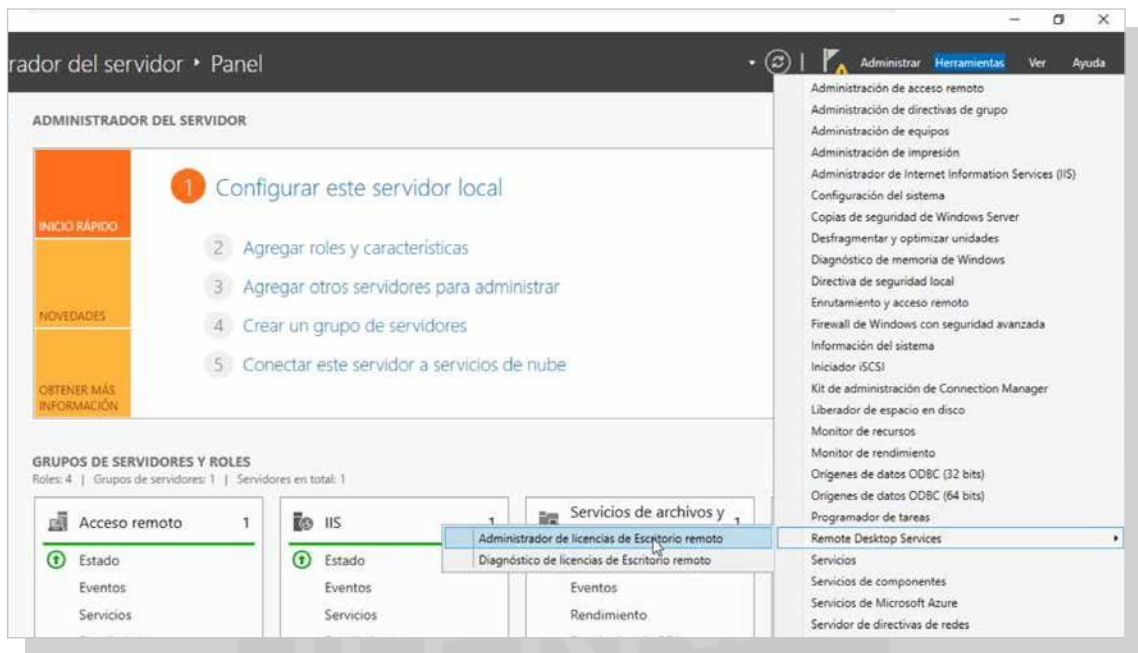 rador del servidor ‣ Panel
Administrar Herramientas Ver Ayuda
ADMINISTRADOR DEL SERVIDOR
INICIO RÁPIDO
NOVEDADES
OBTENER MÁS
INFORMACIÓN
1 Configurar este servidor local
2 Agregar roles y características
3 Agregar otros servidores para administrar
4 Crear un grupo de servidores
5 Conectar este servidor a servicios de nube
GRUPOS DE SERVIDORES Y ROLES
Roles: 4 | Grupos de servidores: 1 | Servidores en total: 1
Acceso remoto 1
Estado
Eventos
Servicios
IIS 1
Estado
Eventos
Servicios
Servicios de archivos y 1
Eventos
Rendimiento
Administrador de licencias de Escritorio remoto
Diagnóstico de licencias de Escritorio remoto
Administración de acceso remoto
Administración de directivas de grupo
Administración de equipos
Administración de impresión
Administrador de Internet Information Services (IIS)
Configuración del sistema
Copias de seguridad de Windows Server
Desfragmentar y optimizar unidades
Diagnóstico de memoria de Windows
Directiva de seguridad local
Enrutamiento y acceso remoto
Firewall de Windows con seguridad avanzada
Información del sistema
Iniciador iSCSI
Kit de administración de Connection Manager
Liberador de espacio en disco
Monitor de recursos
Monitor de rendimiento
Orígenes de datos ODBC (32 bits)
Orígenes de datos ODBC (64 bits)
Programador de tareas
Remote Desktop Services
Servicios
Servicios de componentes
Servicios de Microsoft Azure
Servidor de directivas de redes